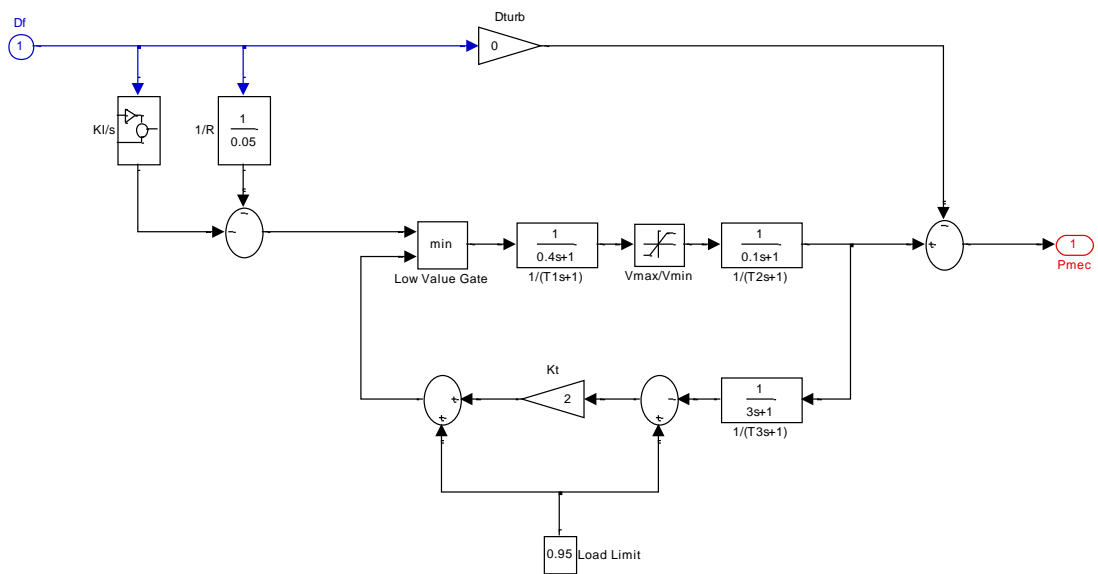 Df
1
Dturb
0
KI/s
1/R
1
0.05
min
Low Value Gate
1
0.4s+1
1/(T1s+1)
Vmax/Vmin
1
0.1s+1
1/(T2s+1)
1
Pmec
Kt
2
1
3s+1
1/(T3s+1)
0.95
Load Limit